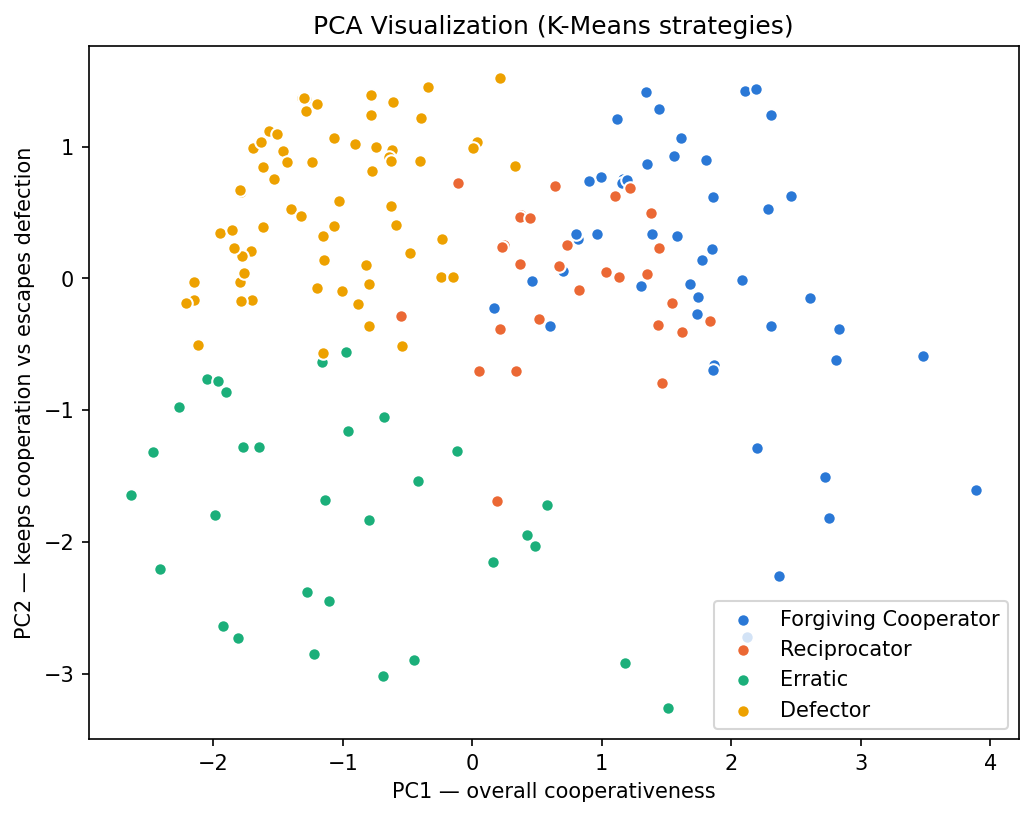 PCA Visualization (K-Means strategies)
PC2 — keeps cooperation vs escapes defection
1
0
−1
−2
−3
Forgiving Cooperator
Reciprocator
Erratic
Defector
−2
−1
0
1
2
3
4
PC1 — overall cooperativeness